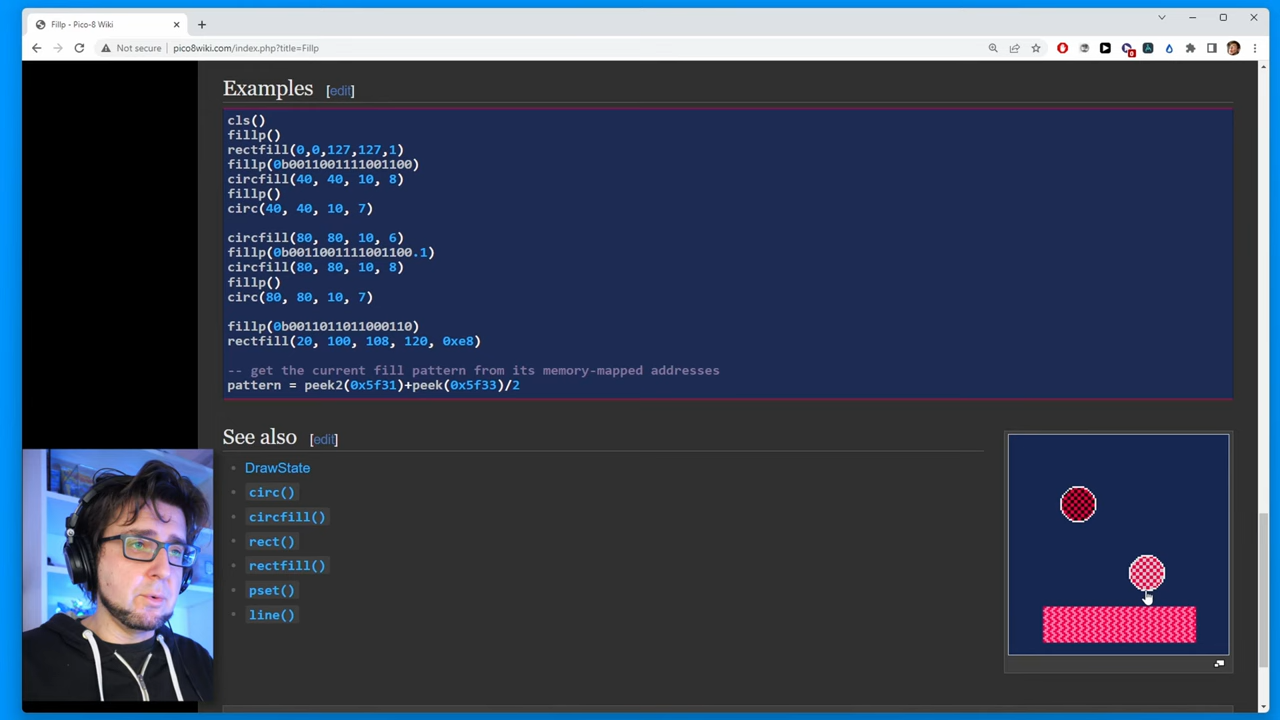 Fillp - Pico-8 Wiki
Not secure
pico8wiki.com/index.php?title=Fillp
Examples [edit]
cls()
fillp()
rectfill(0,0,127,127,1)
fillp(0b0011001111001100)
circfill(40, 40, 10, 8)
fillp()
circ(40, 40, 10, 7)
circfill(80, 80, 10, 6)
fillp(0b0011001111001100.1)
circfill(80, 80, 10, 8)
fillp()
circ(80, 80, 10, 7)
fillp(0b0011011011000110)
rectfill(20, 100, 108, 120, 0xe8)
-- get the current fill pattern from its memory-mapped addresses
pattern = peek2(0x5f31)+peek(0x5f33)/2
See also [edit]
DrawState
circ()
circfill()
rect()
rectfill()
pset()
line()